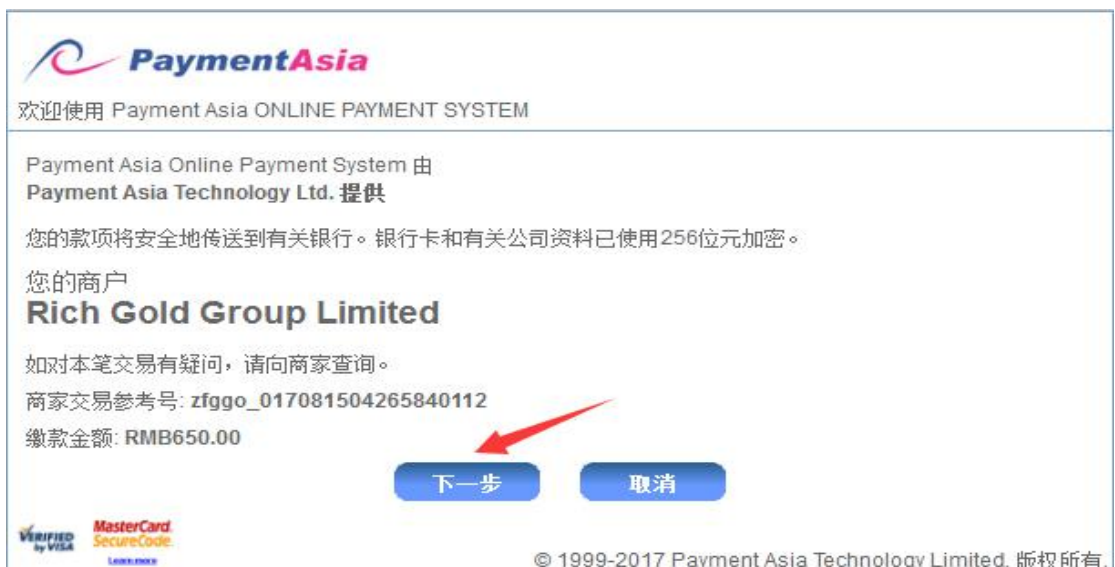 PaymentAsia
欢迎使用 Payment Asia ONLINE PAYMENT SYSTEM
Payment Asia Online Payment System 由
Payment Asia Technology Ltd. 提供
您的款项将安全地传送到有关银行。银行卡和有关公司资料已使用256位元加密。
您的商户
Rich Gold Group Limited
如对本笔交易有疑问，请向商家查询。
商家交易参考号: zfggo_017081504265840112
缴款金额: RMB650.00
下一步 取消
VERIFIED by VISA
MasterCard SecureCode
Learn more
© 1999-2017 Payment Asia Technology Limited. 版权所有.